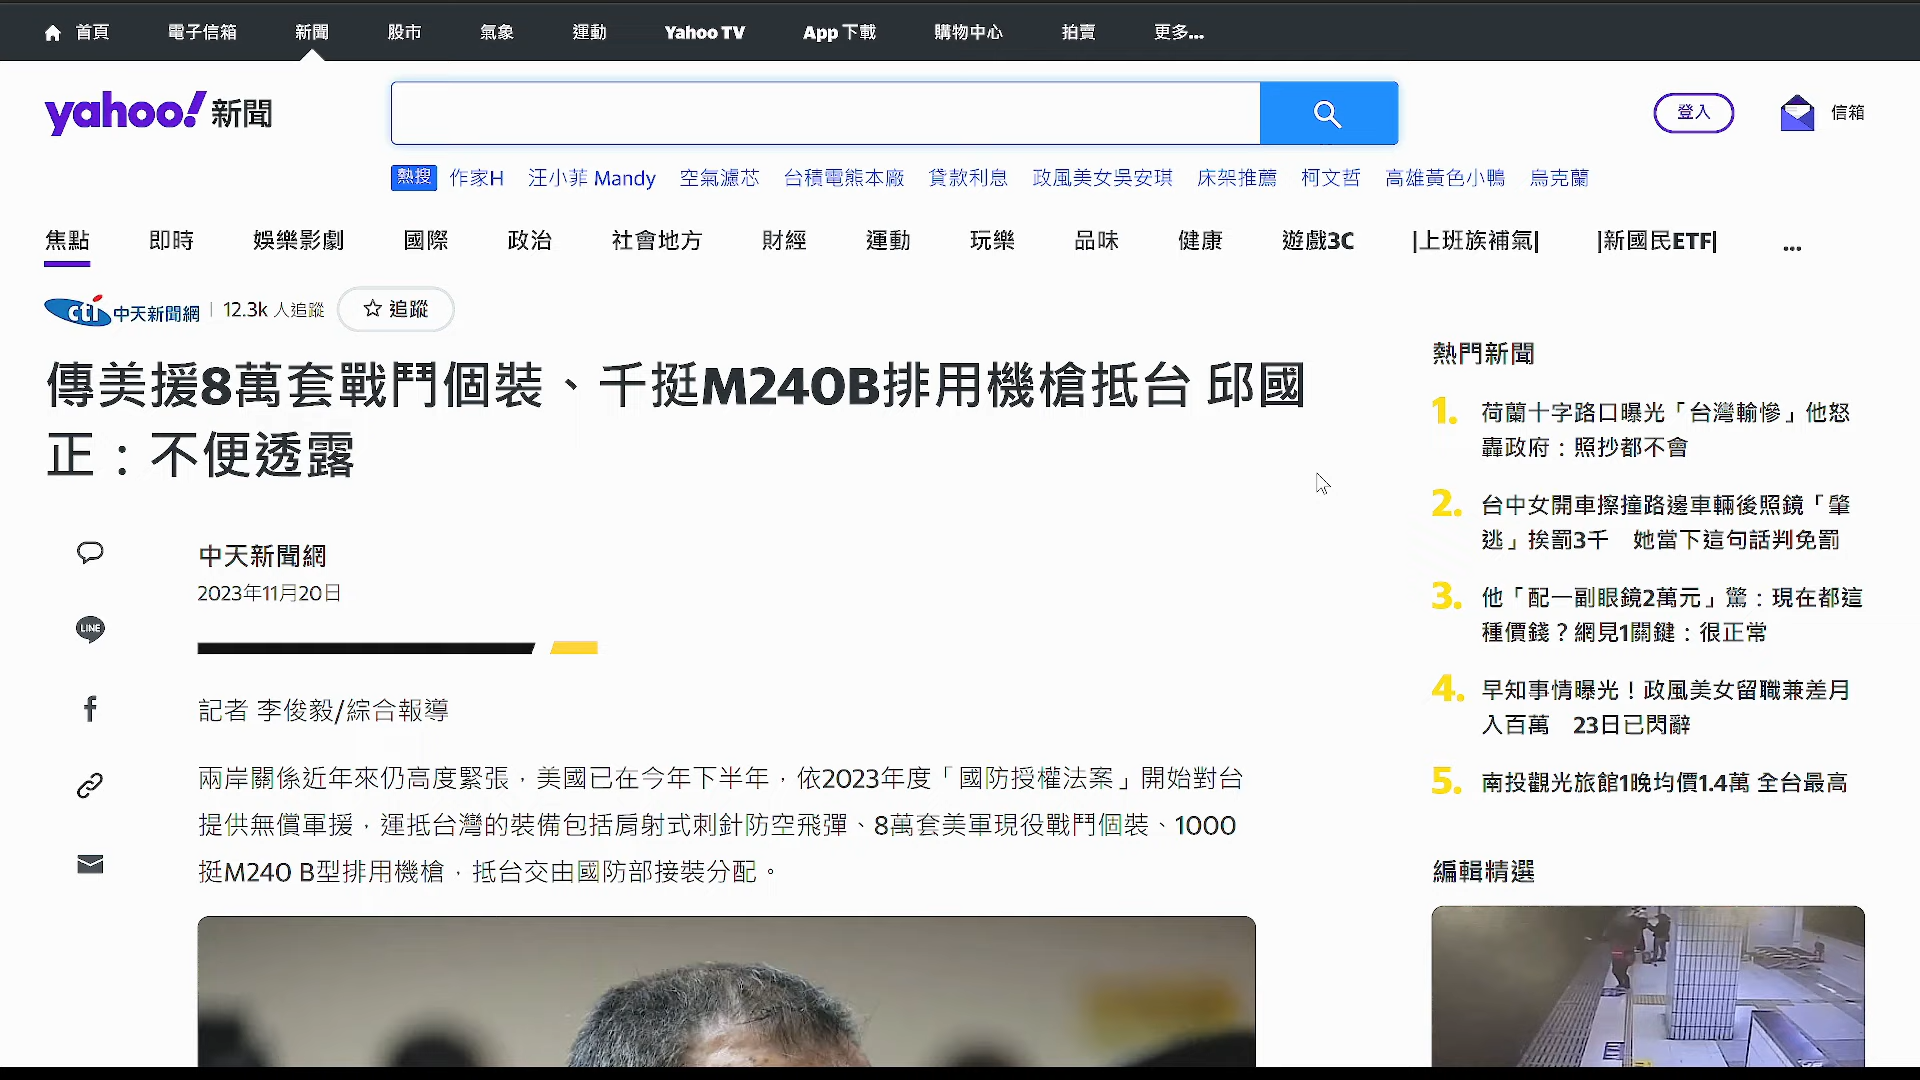 首頁 電子信箱 新聞 股市 氣象 運動 Yahoo TV App 下載 購物中心 拍賣 更多...
yahoo! 新聞
登入 信箱
熱搜 作家H 汪小菲 Mandy 空氣濾芯 台積電熊本廠 貸款利息 政風美女吳安琪 床架推薦 柯文哲 高雄黃色小鴨 烏克蘭
焦點 即時 娛樂影劇 國際 政治 社會地方 財經 運動 玩樂 品味 健康 遊戲3C |上班族補氣| |新國民ETF| ...
cti 中天新聞網 | 12.3k 人追蹤 追蹤
傳美援8萬套戰鬥個裝、千挺M240B排用機槍抵台 邱國
正：不便透露
中天新聞網
2023年11月20日
LINE
記者 李俊毅/綜合報導
兩岸關係近年來仍高度緊張，美國已在今年下半年，依2023年度「國防授權法案」開始對台
提供無償軍援，運抵台灣的裝備包括肩射式刺針防空飛彈、8萬套美軍現役戰鬥個裝、1000
挺M240 B型排用機槍，抵台交由國防部接裝分配。
熱門新聞
1. 荷蘭十字路口曝光「台灣輸慘」他怒
轟政府：照抄都不會
2. 台中女開車擦撞路邊車輛後照鏡「肇
逃」挨罰3千　她當下這句話判免罰
3. 他「配一副眼鏡2萬元」驚：現在都這
種價錢？網見1關鍵：很正常
4. 早知事情曝光！政風美女留職兼差月
入百萬　23日已閃辭
5. 南投觀光旅館1晚均價1.4萬 全台最高
編輯精選